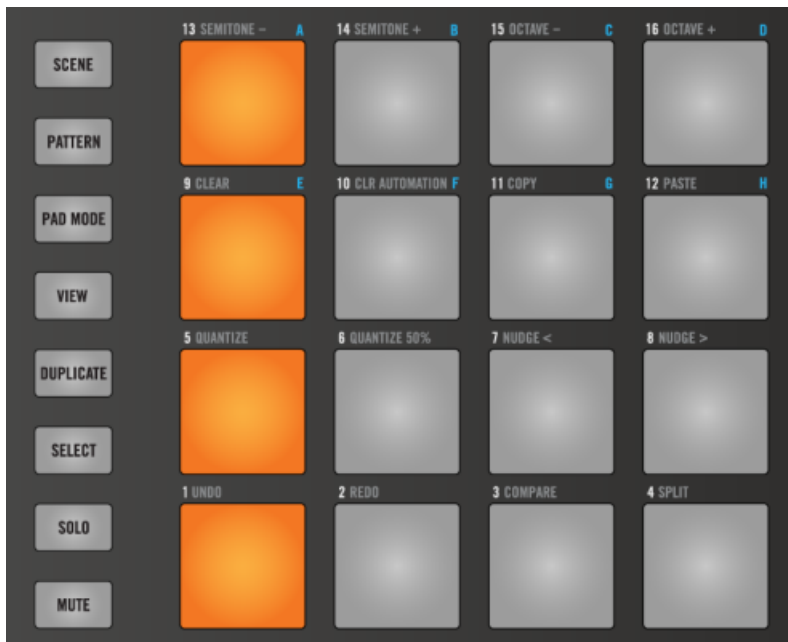 13 SEMITONE – A 14 SEMITONE + B 15 OCTAVE – C 16 OCTAVE + D
SCENE
PATTERN
9 CLEAR E 10 CLR AUTOMATION F 11 COPY G 12 PASTE H
PAD MODE
VIEW
5 QUANTIZE 6 QUANTIZE 50% 7 NUDGE < 8 NUDGE >
DUPLICATE
SELECT
1 UNDO 2 REDO 3 COMPARE 4 SPLIT
SOLO
MUTE